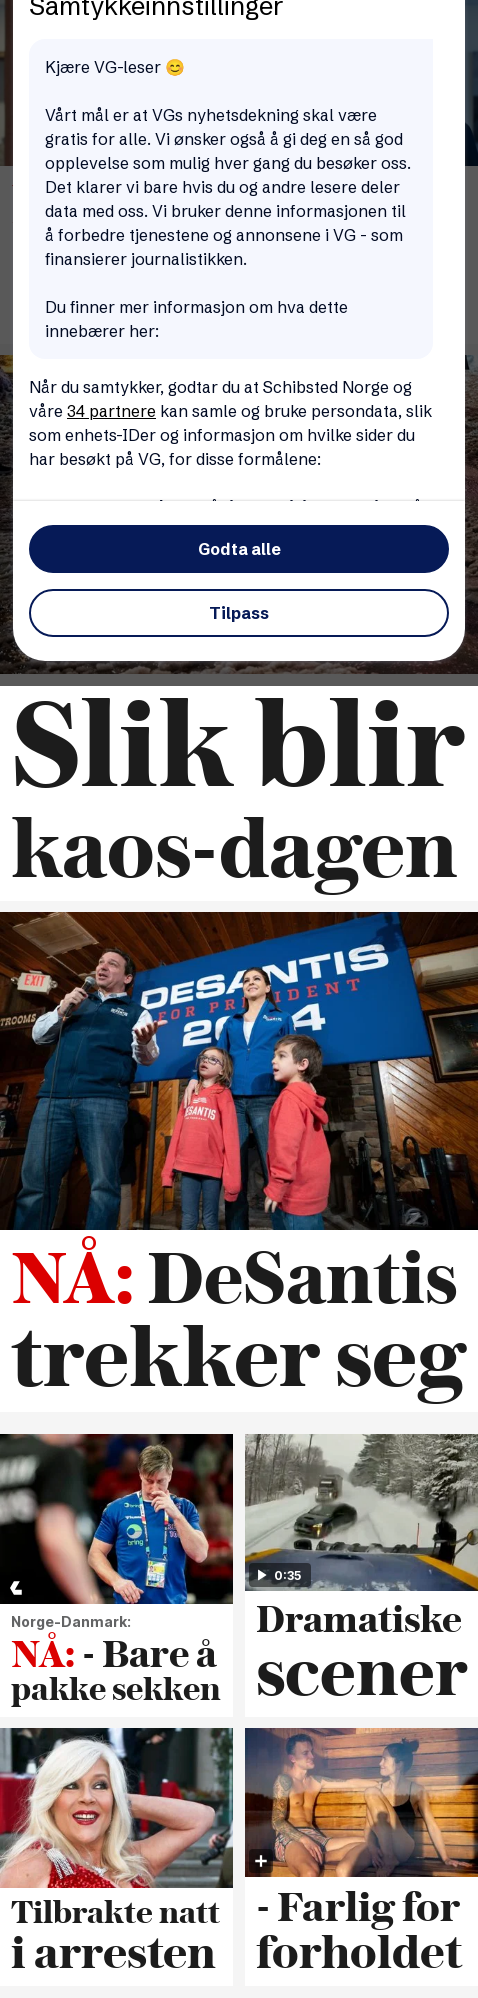 Samtykkeinnstillinger
Kjære VG-leser 😊
Vårt mål er at VGs nyhetsdekning skal være
gratis for alle. Vi ønsker også å gi deg en så god
opplevelse som mulig hver gang du besøker oss.
Det klarer vi bare hvis du og andre lesere deler
data med oss. Vi bruker denne informasjonen til
å forbedre tjenestene og annonsene i VG - som
finansierer journalistikken.
Du finner mer informasjon om hva dette
innebærer her:
Når du samtykker, godtar du at Schibsted Norge og
våre 34 partnere kan samle og bruke persondata, slik
som enhets-IDer og informasjon om hvilke sider du
har besøkt på VG, for disse formålene:
Godta alle
Tilpass
Slik blir
kaos-dagen
EXIT
TROOMS
DESANTIS
FOR PRESIDENT
2024
DESANTIS
NÅ: DeSantis
trekker seg
bring
0:35
Norge-Danmark:
NÅ: - Bare å
pakke sekken
Dramatiske
scener
Tilbrakte natt
i arresten
- Farlig for
forholdet